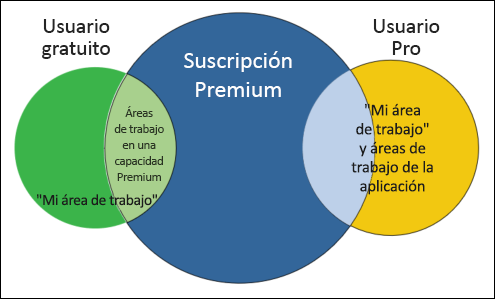 Usuario
gratuito
Suscripción
Premium
Usuario
Pro
Áreas
de trabajo
en una
capacidad
Premium
"Mi área de trabajo"
"Mi área
de trabajo"
y áreas de
trabajo de la
aplicación